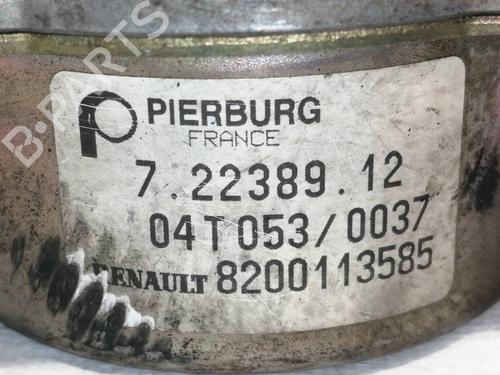 B-PARTS
PIERBURG
FRANCE
7.22389.12
04T053/0037
RENAULT 8200113585